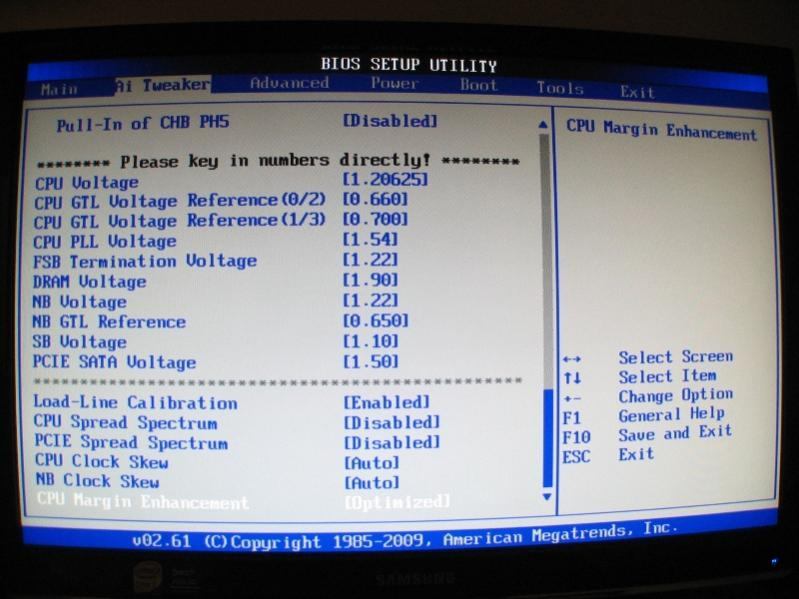 BIOS SETUP UTILITY
Main Ai Tweaker Advanced Power Boot Tools Exit
Pull-In of CHB PH5 [Disabled]
******** Please key in numbers directly! ********
CPU Voltage [1.20625]
CPU GTL Voltage Reference(0/2) [0.660]
CPU GTL Voltage Reference(1/3) [0.700]
CPU PLL Voltage [1.54]
FSB Termination Voltage [1.22]
DRAM Voltage [1.90]
NB Voltage [1.22]
NB GTL Reference [0.650]
SB Voltage [1.10]
PCIE SATA Voltage [1.50]
*************************************************
Load-Line Calibration [Enabled]
CPU Spread Spectrum [Disabled]
PCIE Spread Spectrum [Disabled]
CPU Clock Skew [Auto]
NB Clock Skew [Auto]
CPU Margin Enhancement [Optimized]
CPU Margin Enhancement
←→ Select Screen
↑↓ Select Item
+- Change Option
F1 General Help
F10 Save and Exit
ESC Exit
v02.61 (C)Copyright 1985-2009, American Megatrends, Inc.
SAMSUNG